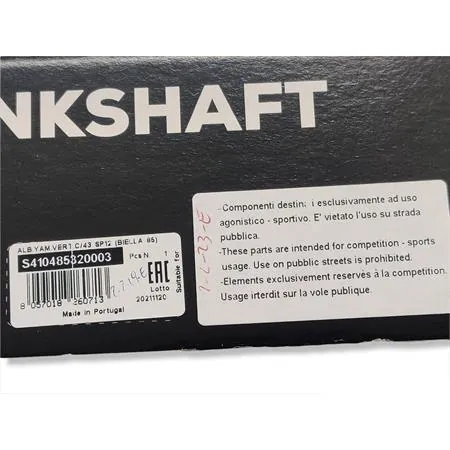 NKSHAFT
ALB.YAM.VERT.C/43 SP12 (BIELLA 85)
S410485320003
Pcs N. 1
EAC
Suitable for
Lotto
20211120
8 057018 260713
Made in Portugal
-Componenti destin: i esclusivamente ad uso
agonistico - sportivo. E' vietato l'uso su strada
pubblica.
-These parts are intended for competition - sports
usage. Use on public streets is prohibited.
-Elements exclusivement reservés à la competition.
Usage interdit sur la voie publique.